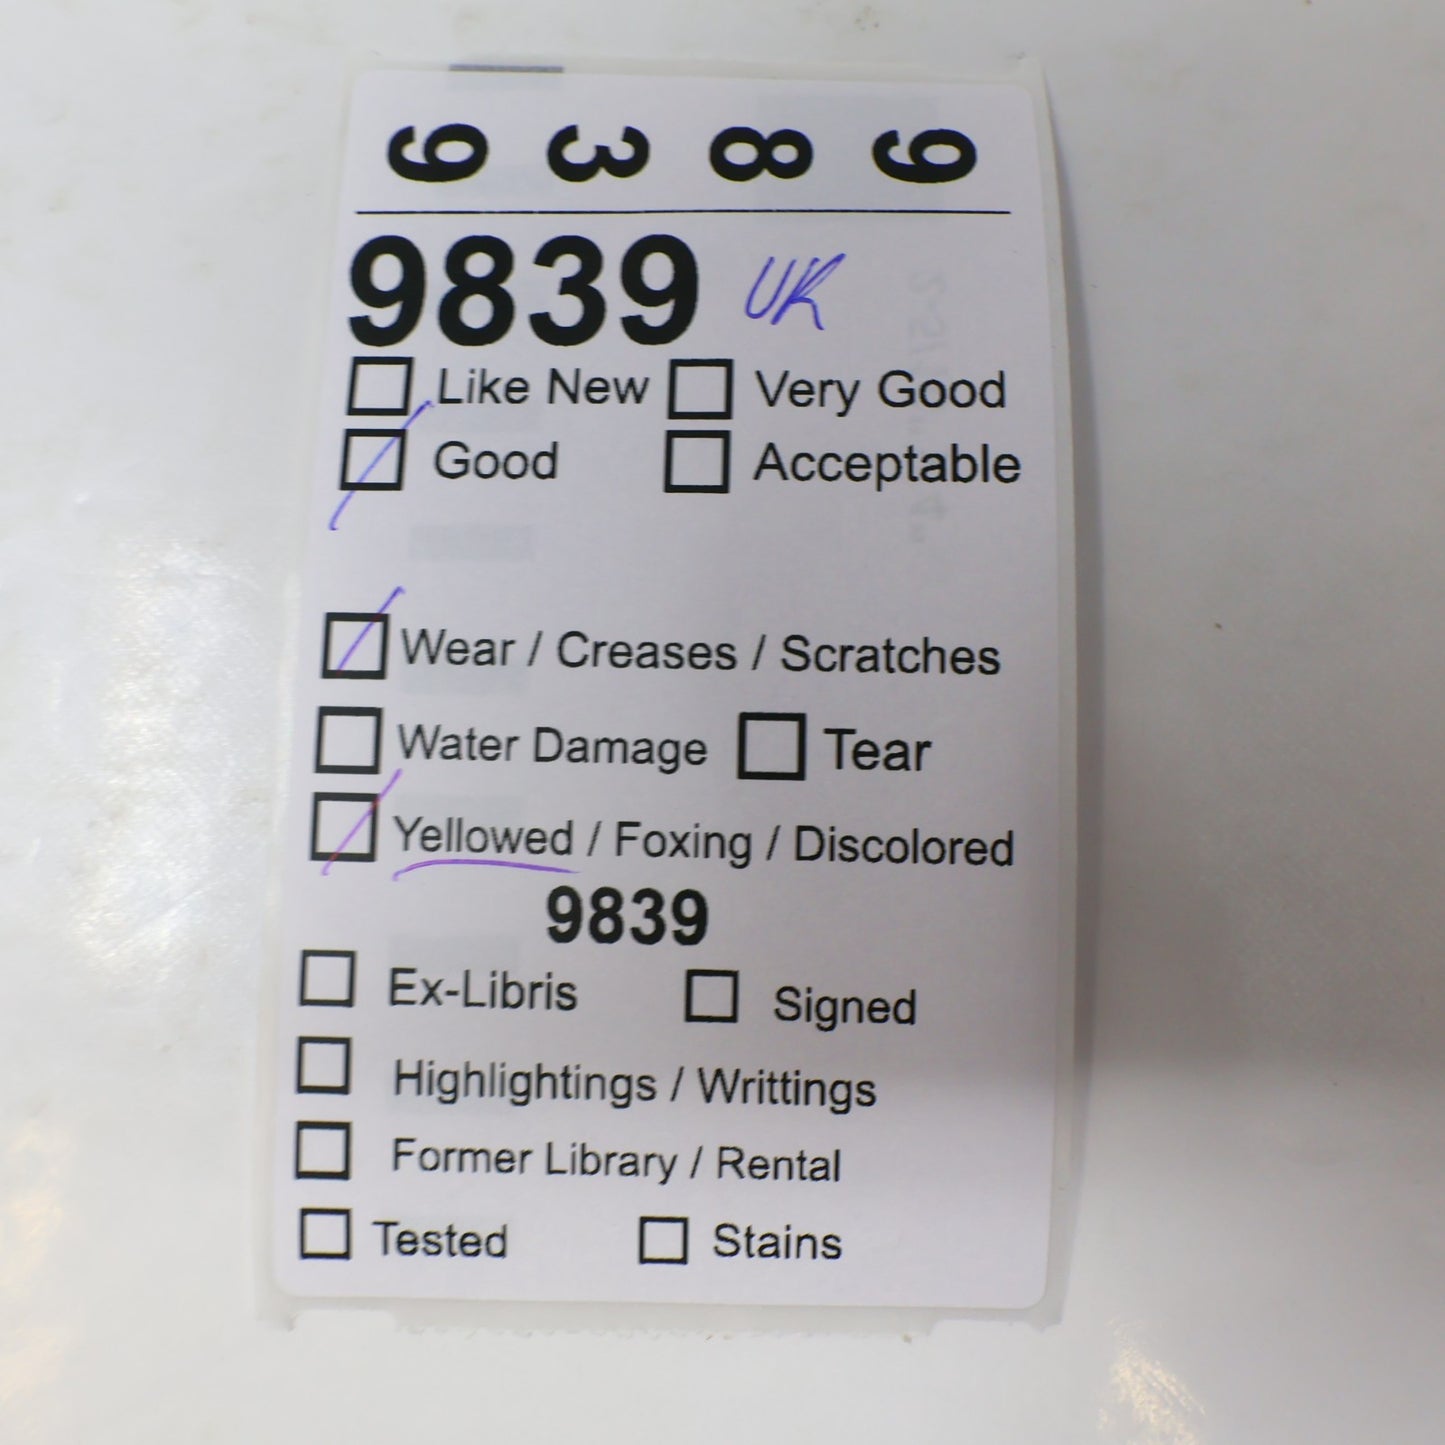 9 3 8 9
9839 UK
Like New Very Good
Good Acceptable
Wear / Creases / Scratches
Water Damage Tear
Yellowed / Foxing / Discolored
9839
Ex-Libris Signed
Highlightings / Writtings
Former Library / Rental
Tested Stains